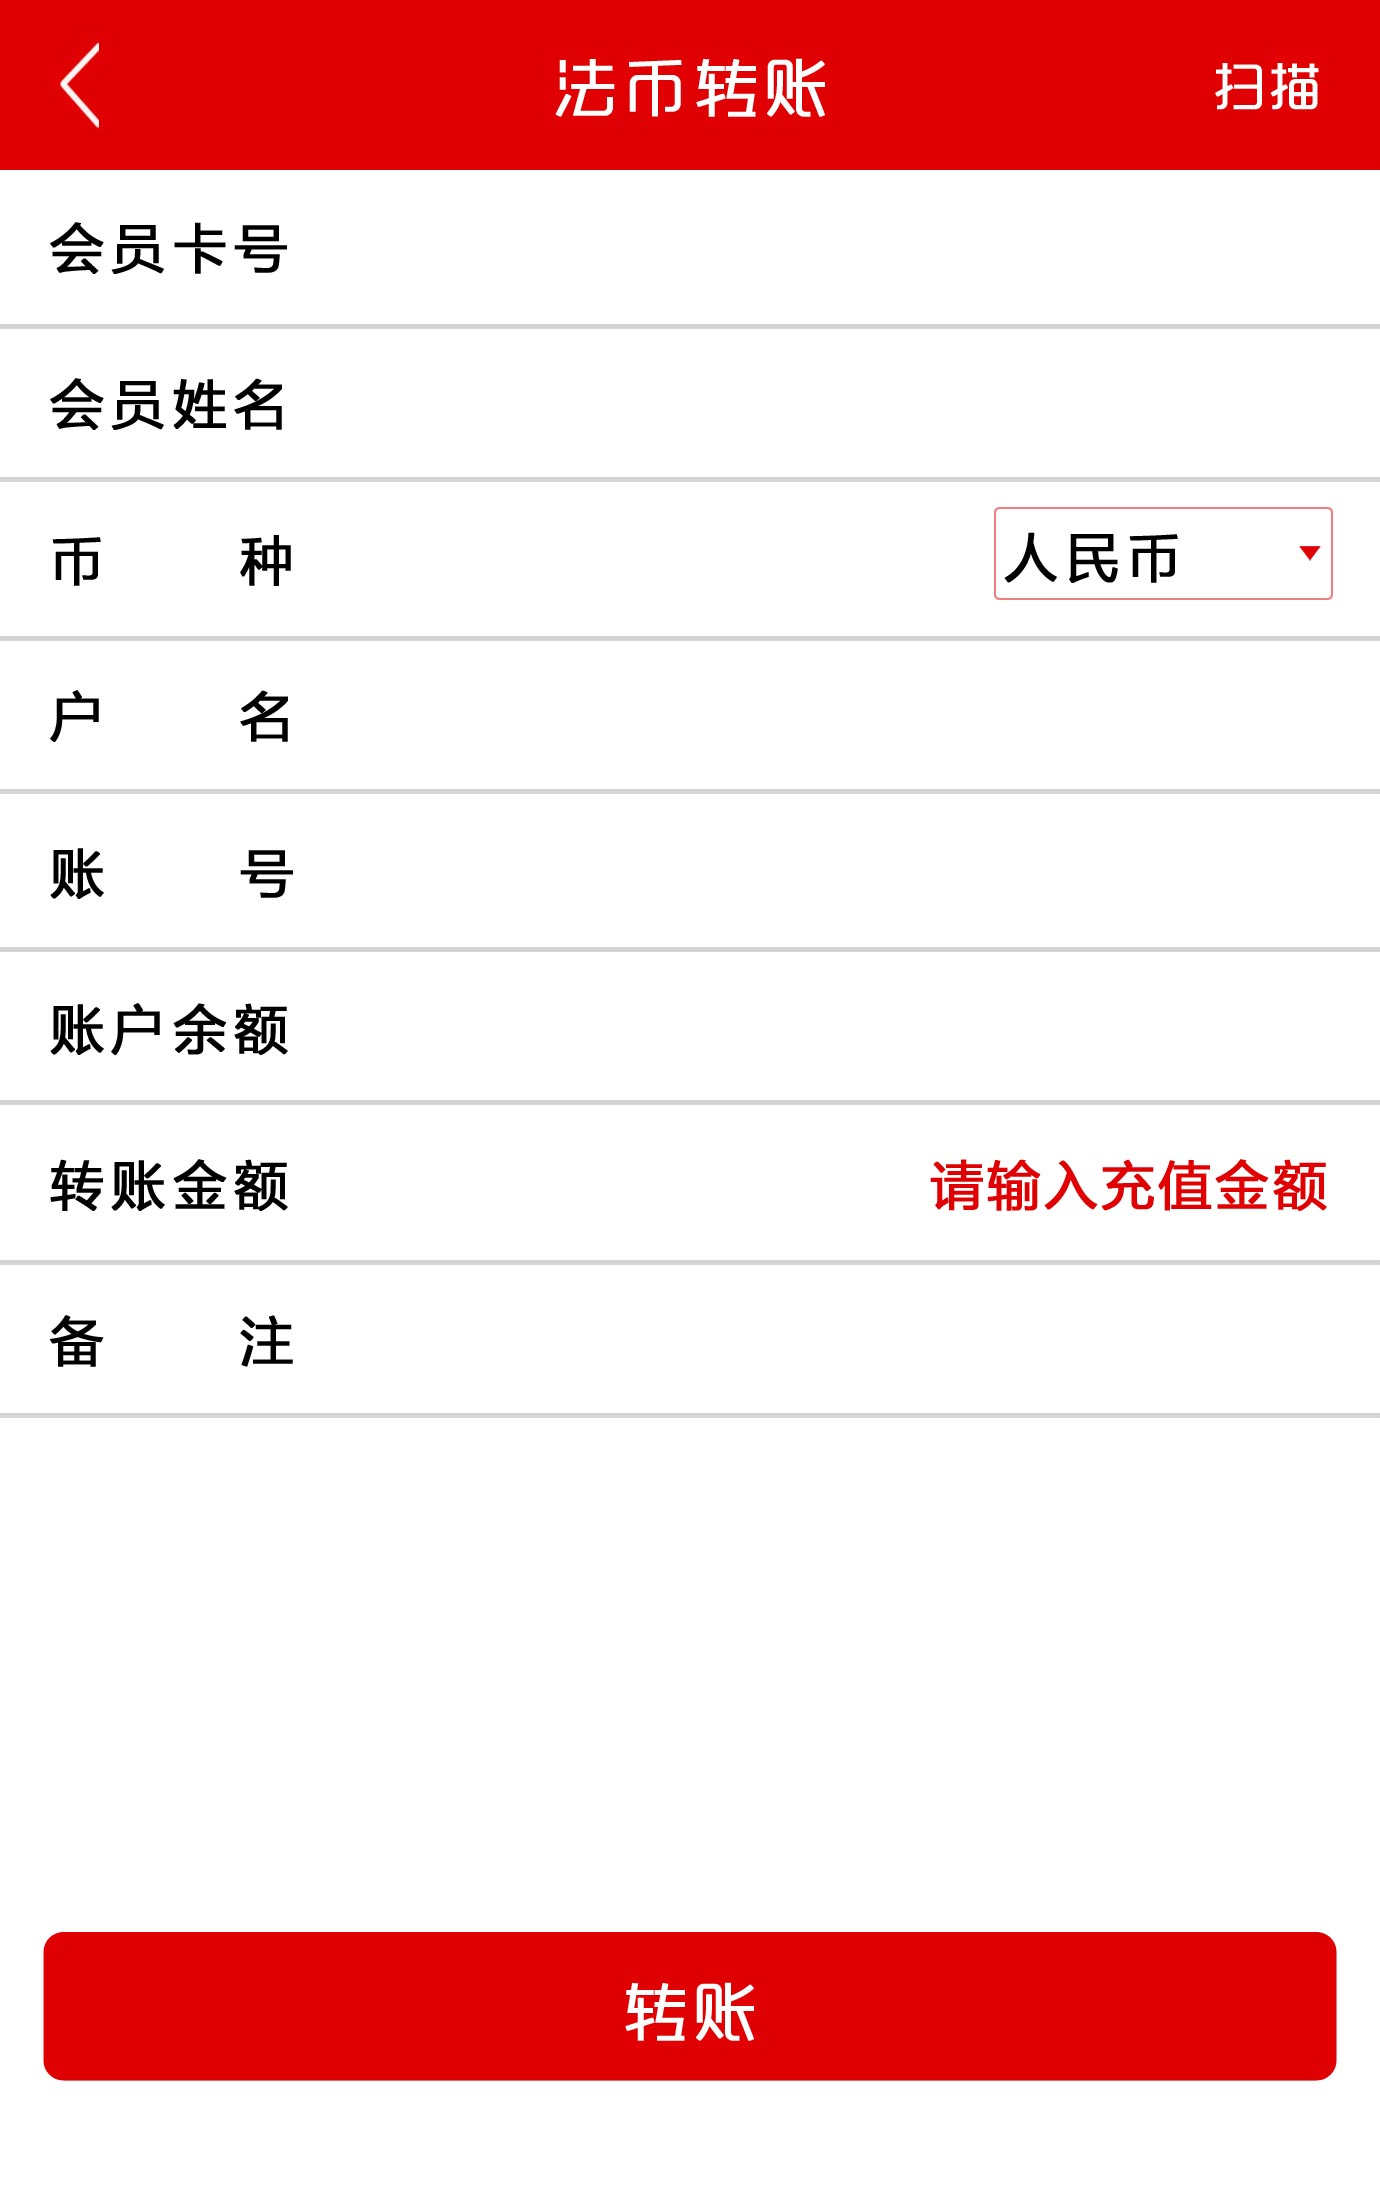 法币转账 扫描
会员卡号
会员姓名
币 种 人民币
户 名
账 号
账户余额
转账金额 请输入充值金额
备 注
转账